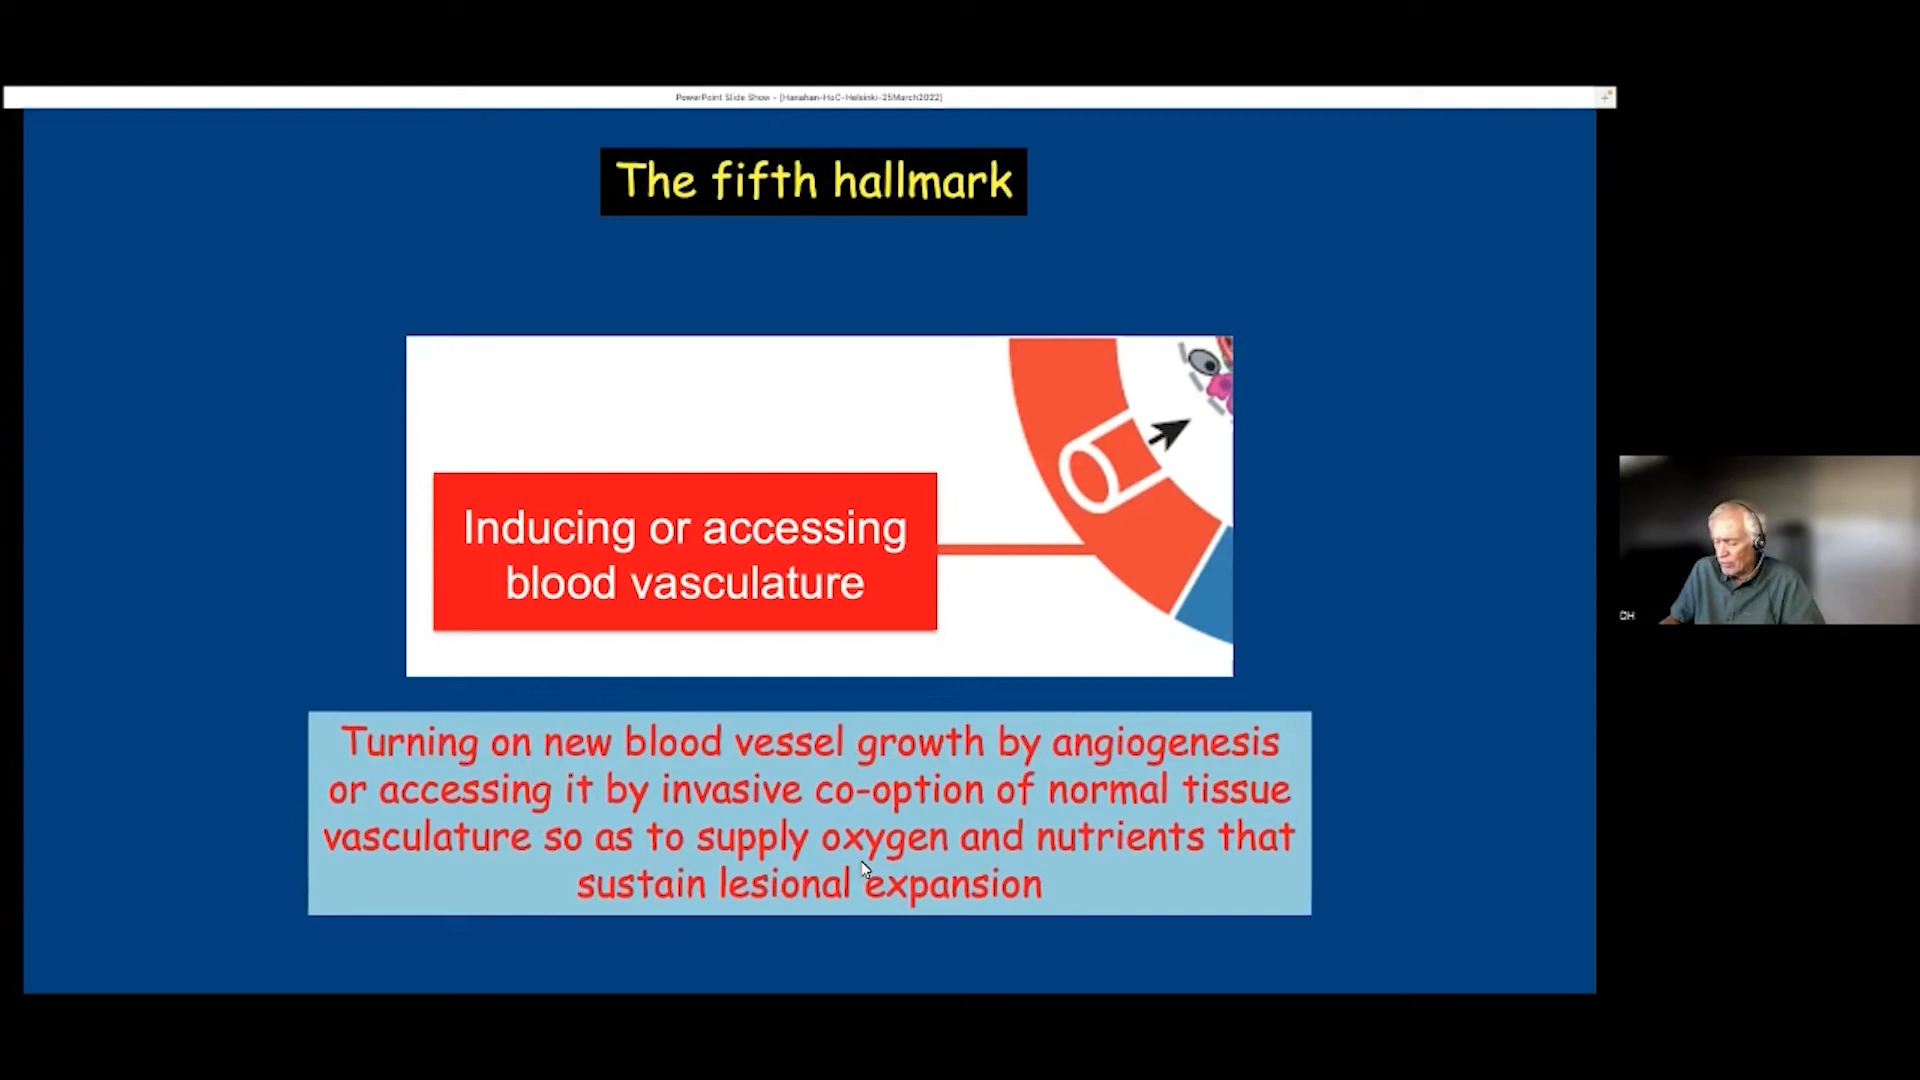 PowerPoint Slide Show - [Hanahan-HoC-Helsinki-25March2022]
The fifth hallmark
Inducing or accessing
blood vasculature
Turning on new blood vessel growth by angiogenesis
or accessing it by invasive co-option of normal tissue
vasculature so as to supply oxygen and nutrients that
sustain lesional expansion
DH